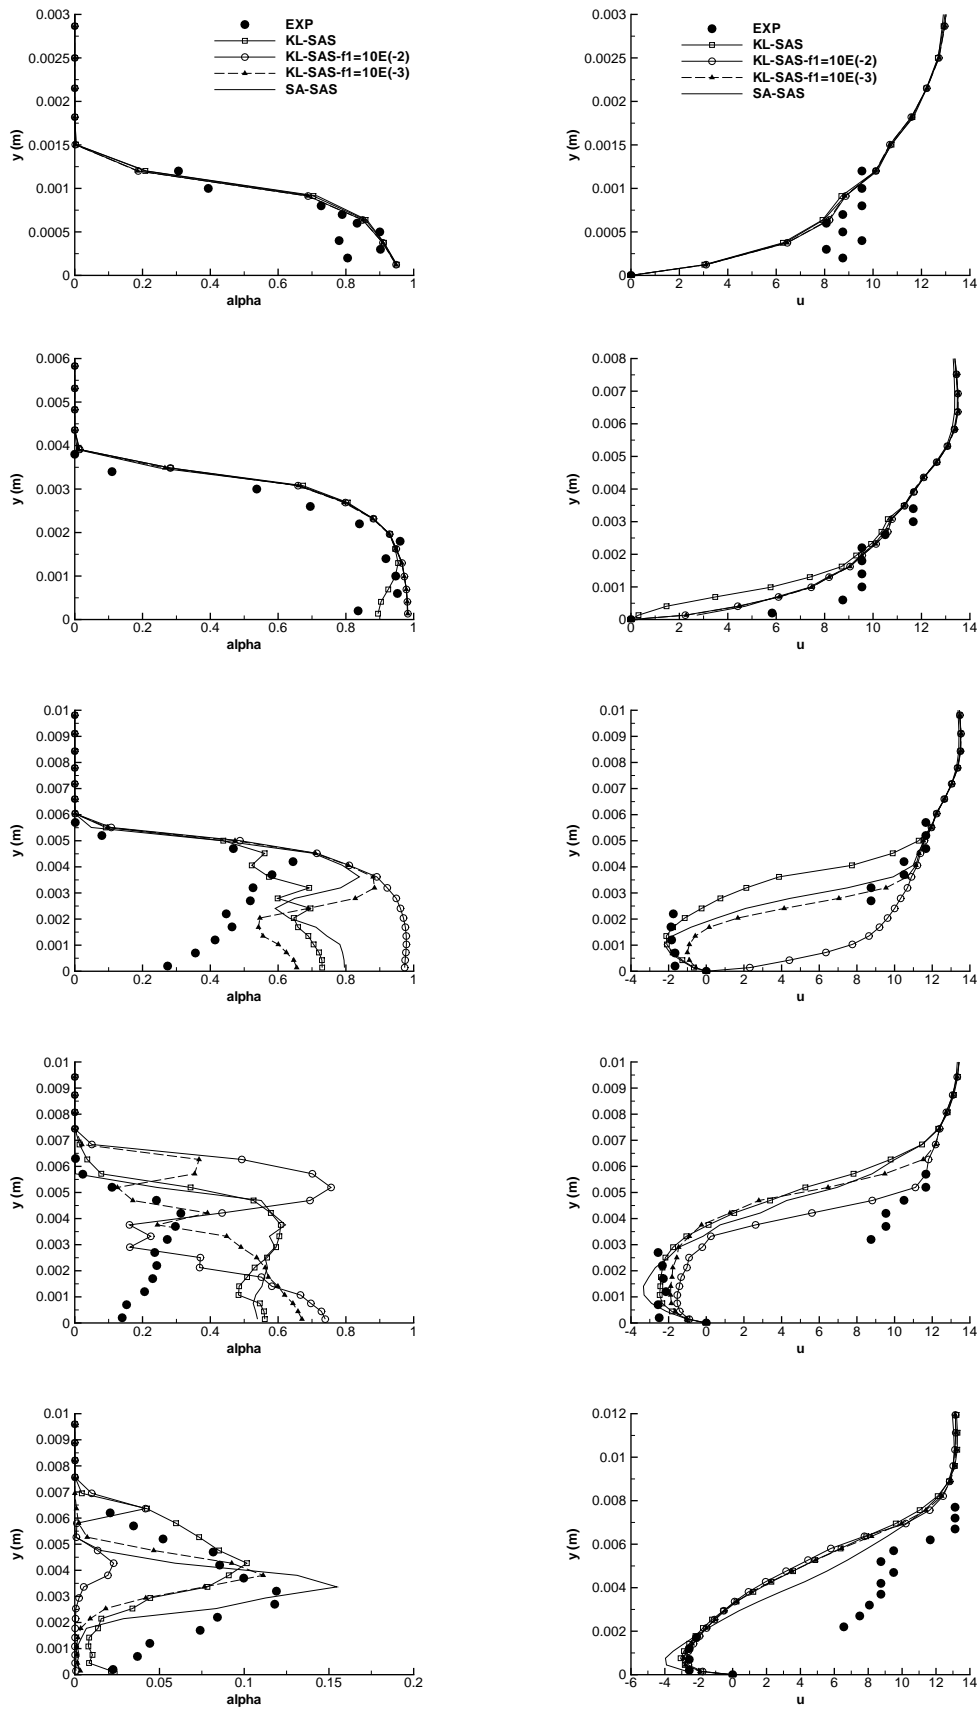 0.003
0.0025
0.002
0.0015
0.001
0.0005
0
y (m)
0 0.2 0.4 0.6 0.8 1
alpha
EXP
KL-SAS
KL-SAS-f1=10E(-2)
KL-SAS-f1=10E(-3)
SA-SAS
0.003
0.0025
0.002
0.0015
0.001
0.0005
0
y (m)
0 2 4 6 8 10 12 14
u
EXP
KL-SAS
KL-SAS-f1=10E(-2)
KL-SAS-f1=10E(-3)
SA-SAS
0.006
0.005
0.004
0.003
0.002
0.001
0
y (m)
0 0.2 0.4 0.6 0.8 1
alpha
0.008
0.007
0.006
0.005
0.004
0.003
0.002
0.001
0
y (m)
0 2 4 6 8 10 12 14
u
0.01
0.009
0.008
0.007
0.006
0.005
0.004
0.003
0.002
0.001
0
y (m)
0 0.2 0.4 0.6 0.8 1
alpha
0.01
0.009
0.008
0.007
0.006
0.005
0.004
0.003
0.002
0.001
0
y (m)
-4 -2 0 2 4 6 8 10 12 14
u
0.01
0.009
0.008
0.007
0.006
0.005
0.004
0.003
0.002
0.001
0
y (m)
0 0.2 0.4 0.6 0.8 1
alpha
0.01
0.009
0.008
0.007
0.006
0.005
0.004
0.003
0.002
0.001
0
y (m)
-4 -2 0 2 4 6 8 10 12 14
u
0.01
0.009
0.008
0.007
0.006
0.005
0.004
0.003
0.002
0.001
0
y (m)
0 0.05 0.1 0.15 0.2
alpha
0.012
0.01
0.008
0.006
0.004
0.002
0
y (m)
-6 -4 -2 0 2 4 6 8 10 12 14
u